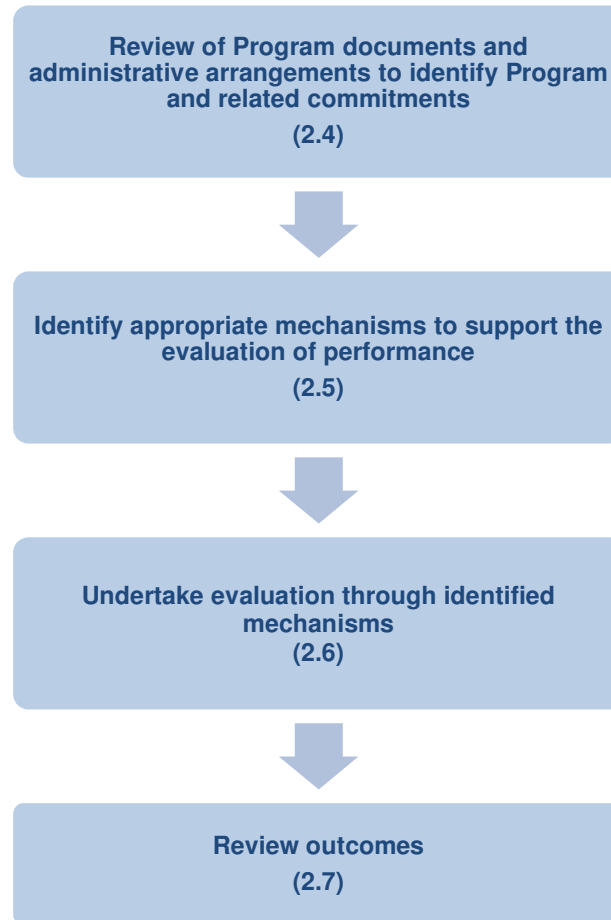 Review of Program documents and
administrative arrangements to identify Program
and related commitments
(2.4)
Identify appropriate mechanisms to support the
evaluation of performance
(2.5)
Undertake evaluation through identified
mechanisms
(2.6)
Review outcomes
(2.7)